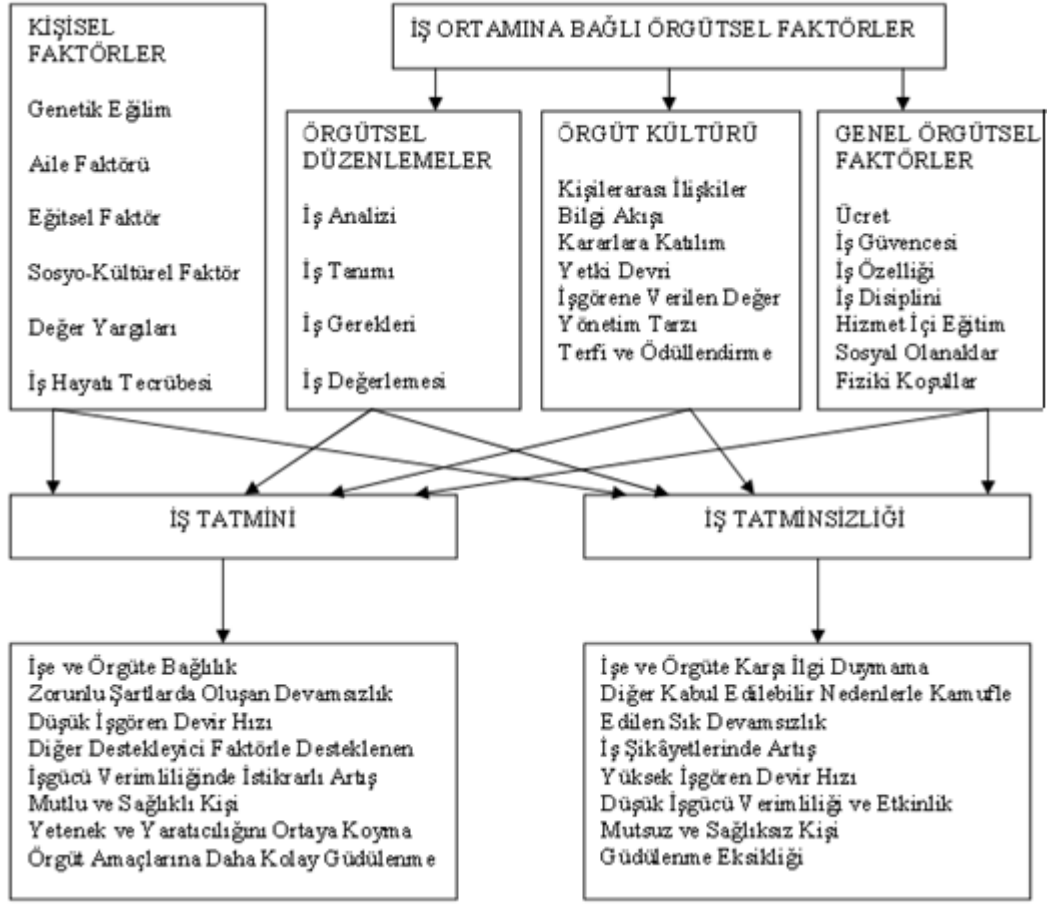 KİŞİSEL
FAKTÖRLER
Genetik Eğilim
Aile Faktörü
Eğitsel Faktör
Sosyo-Kültürel Faktör
Değer Yargıları
İş Hayatı Tecrübesi
İŞ ORTAMINA BAĞLI ÖRGÜTSEL FAKTÖRLER
ÖRGÜTSEL
DÜZENLEMELER
İş Analizi
İş Tanımı
İş Gerekleri
İş Değerlemesi
ÖRGÜT KÜLTÜRÜ
Kişilerarası İlişkiler
Bilgi Akışı
Kararlara Katılım
Yetki Devri
İşgörene Verilen Değer
Yönetim Tarzı
Terfi ve Ödüllendirme
GENEL ÖRGÜTSEL
FAKTÖRLER
Ücret
İş Güvencesi
İş Özelliği
İş Disiplini
Hizmet İçi Eğitim
Sosyal Olanaklar
Fiziki Koşullar
İŞ TATMİNİ
İŞ TATMİNSİZLİĞİ
İşe ve Örgüte Bağlılık
Zorunlu Şartlarda Oluşan Devamsızlık
Düşük İşgören Devir Hızı
Diğer Destekleyici Faktörle Desteklenen
İşgücü Verimliliğinde İstikrarlı Artış
Mutlu ve Sağlıklı Kişi
Yetenek ve Yaratıcılığını Ortaya Koyma
Örgüt Amaçlarına Daha Kolay Güdülenme
İşe ve Örgüte Karşı İlgi Duymama
Diğer Kabul Edilebilir Nedenlerle Kamufle
Edilen Sık Devamsızlık
İş Şikâyetlerinde Artış
Yüksek İşgören Devir Hızı
Düşük İşgücü Verimliliği ve Etkinlik
Mutsuz ve Sağlıksız Kişi
Güdülenme Eksikliği